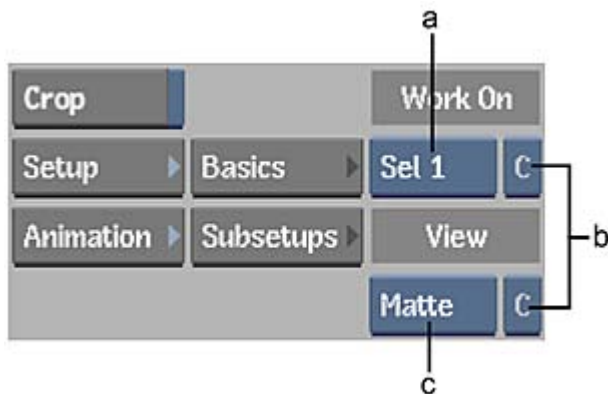 a
Crop Work On
Setup Basics Sel 1 C
b
Animation Subsetups View
Matte C
c